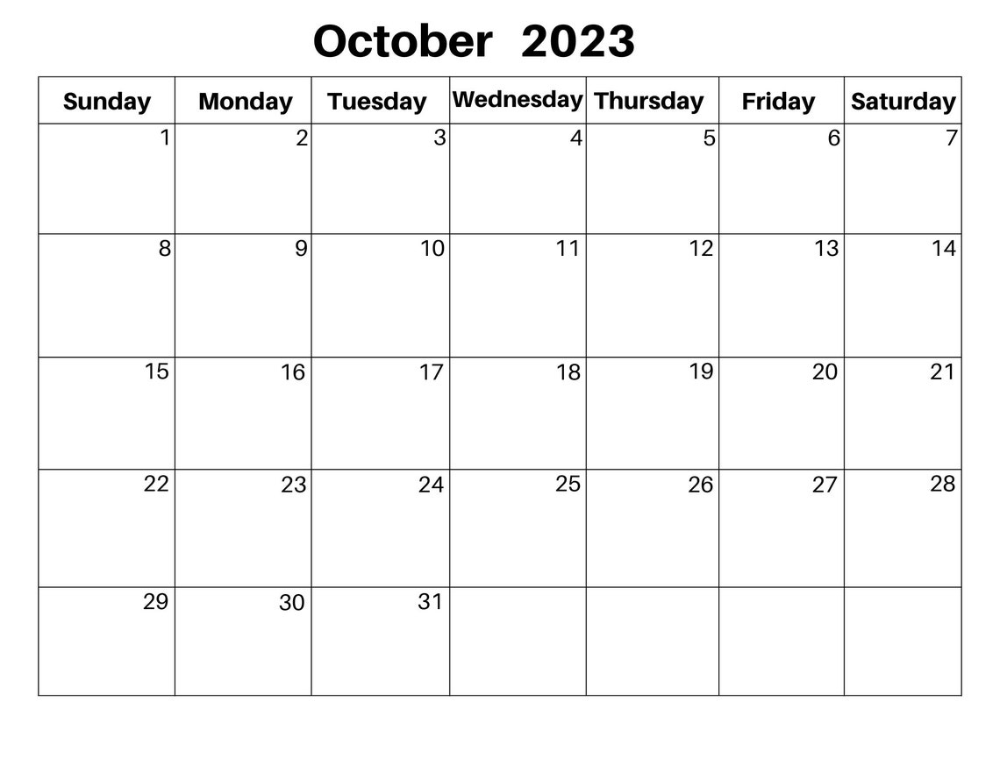 October 2023
Sunday Monday Tuesday Wednesday Thursday Friday Saturday
1 2 3 4 5 6 7
8 9 10 11 12 13 14
15 16 17 18 19 20 21
22 23 24 25 26 27 28
29 30 31